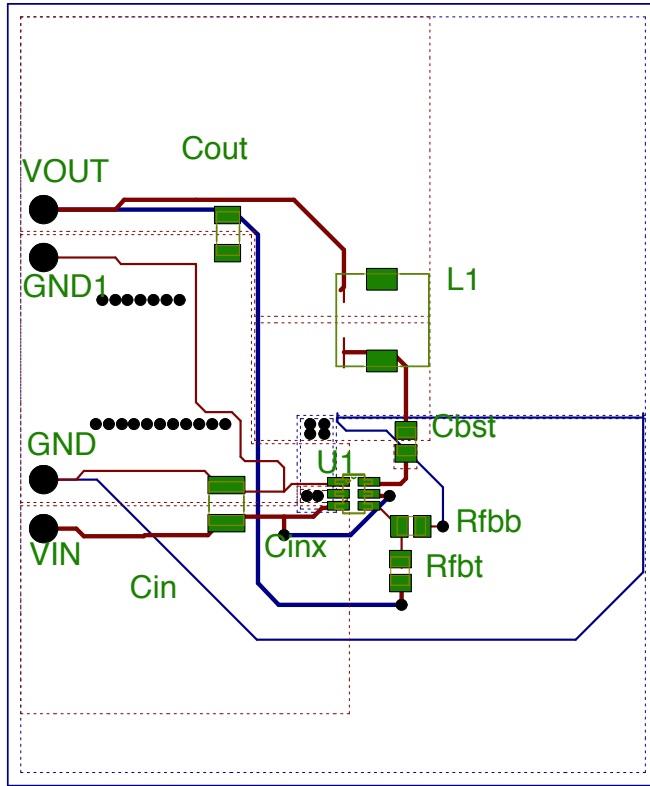 Cout
VOUT
GND1
L1
Cbst
GND
U1
VIN
Cinx
Rfbb
Rfbt
Cin